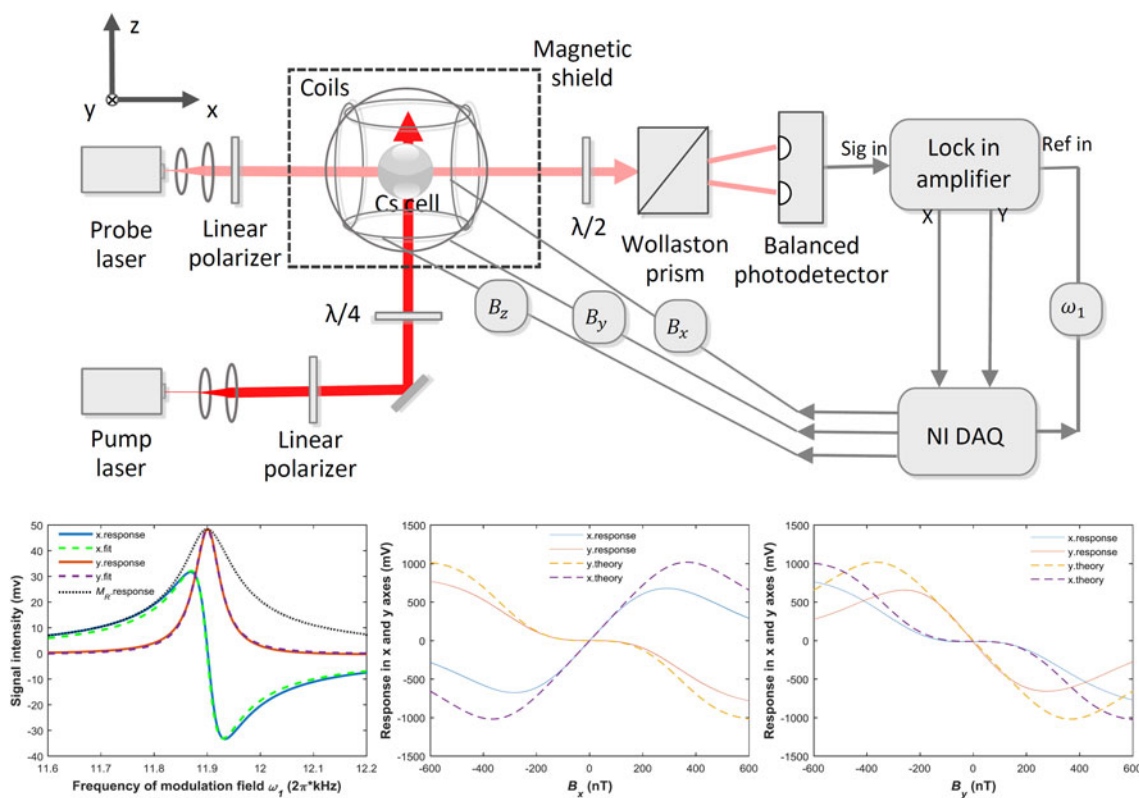 z
y
x
Coils
Magnetic
shield
Cs cell
Probe
laser
Linear
polarizer
λ/2
Wollaston
prism
Balanced
photodetector
Sig in
Lock in
amplifier
Ref in
X
Y
λ/4
B_z
B_y
B_x
ω₁
Pump
laser
Linear
polarizer
NI DAQ
Signal intensity (mv)
50
40
30
20
10
0
-10
-20
-30
-40
x.response
x.fit
y.response
y.fit
M_R.response
11.6
11.7
11.8
11.9
12
12.1
12.2
Frequency of modulation field ω₁ (2π*kHz)
Response in x and y axes (mV)
1500
1000
500
0
-500
-1000
-1500
x.response
y.response
y.theory
x.theory
-600
-400
-200
0
200
400
600
B_x (nT)
Response in x and y axes (mV)
1500
1000
500
0
-500
-1000
-1500
x.response
y.response
y.theory
x.theory
-600
-400
-200
0
200
400
600
B_y (nT)